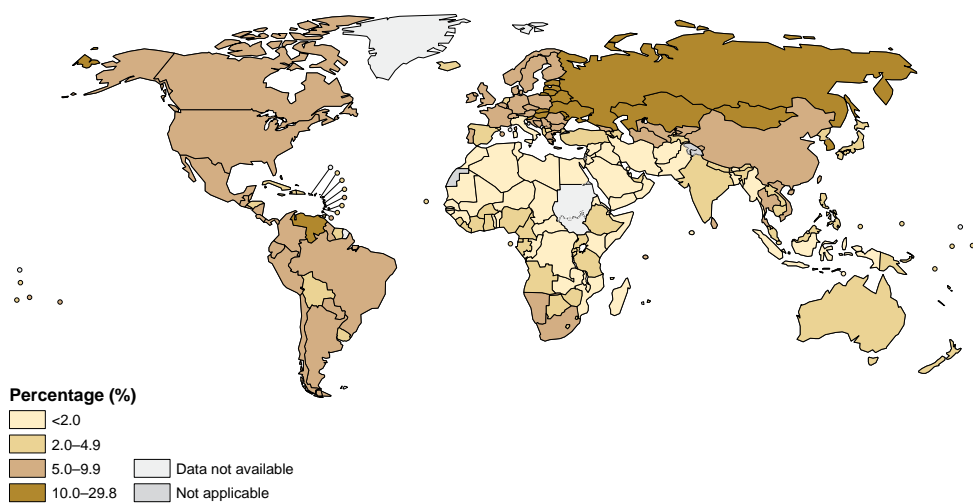 Percentage (%)
<2.0
2.0–4.9
5.0–9.9
10.0–29.8
Data not available
Not applicable